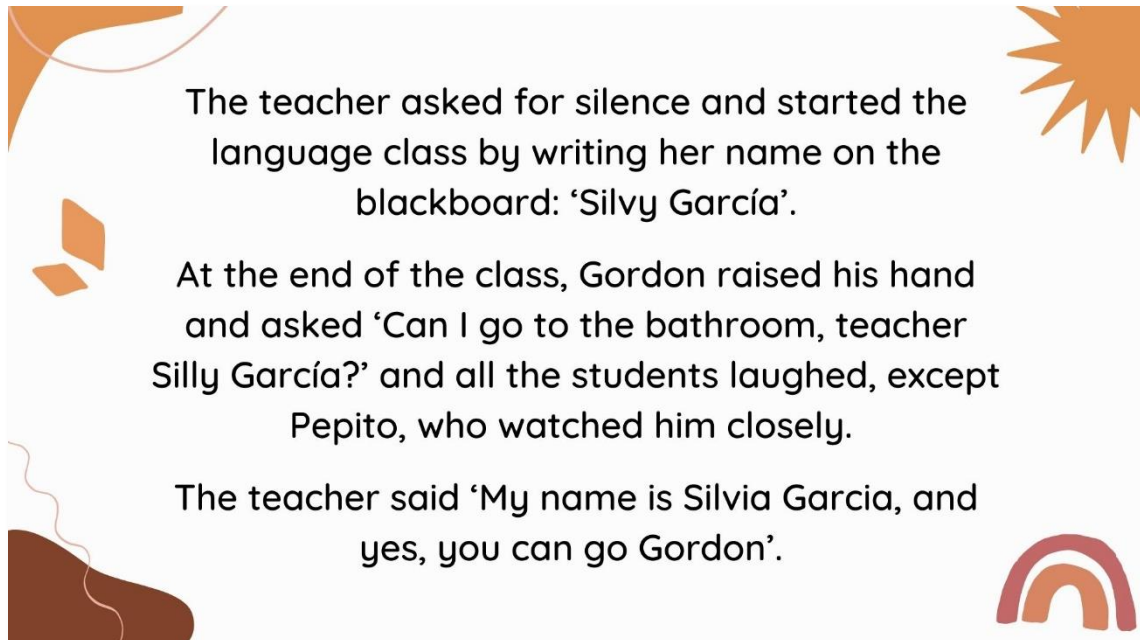 The teacher asked for silence and started the
language class by writing her name on the
blackboard: ‘Silvy García’.
At the end of the class, Gordon raised his hand
and asked ‘Can I go to the bathroom, teacher
Silly García?’ and all the students laughed, except
Pepito, who watched him closely.
The teacher said ‘My name is Silvia Garcia, and
yes, you can go Gordon’.